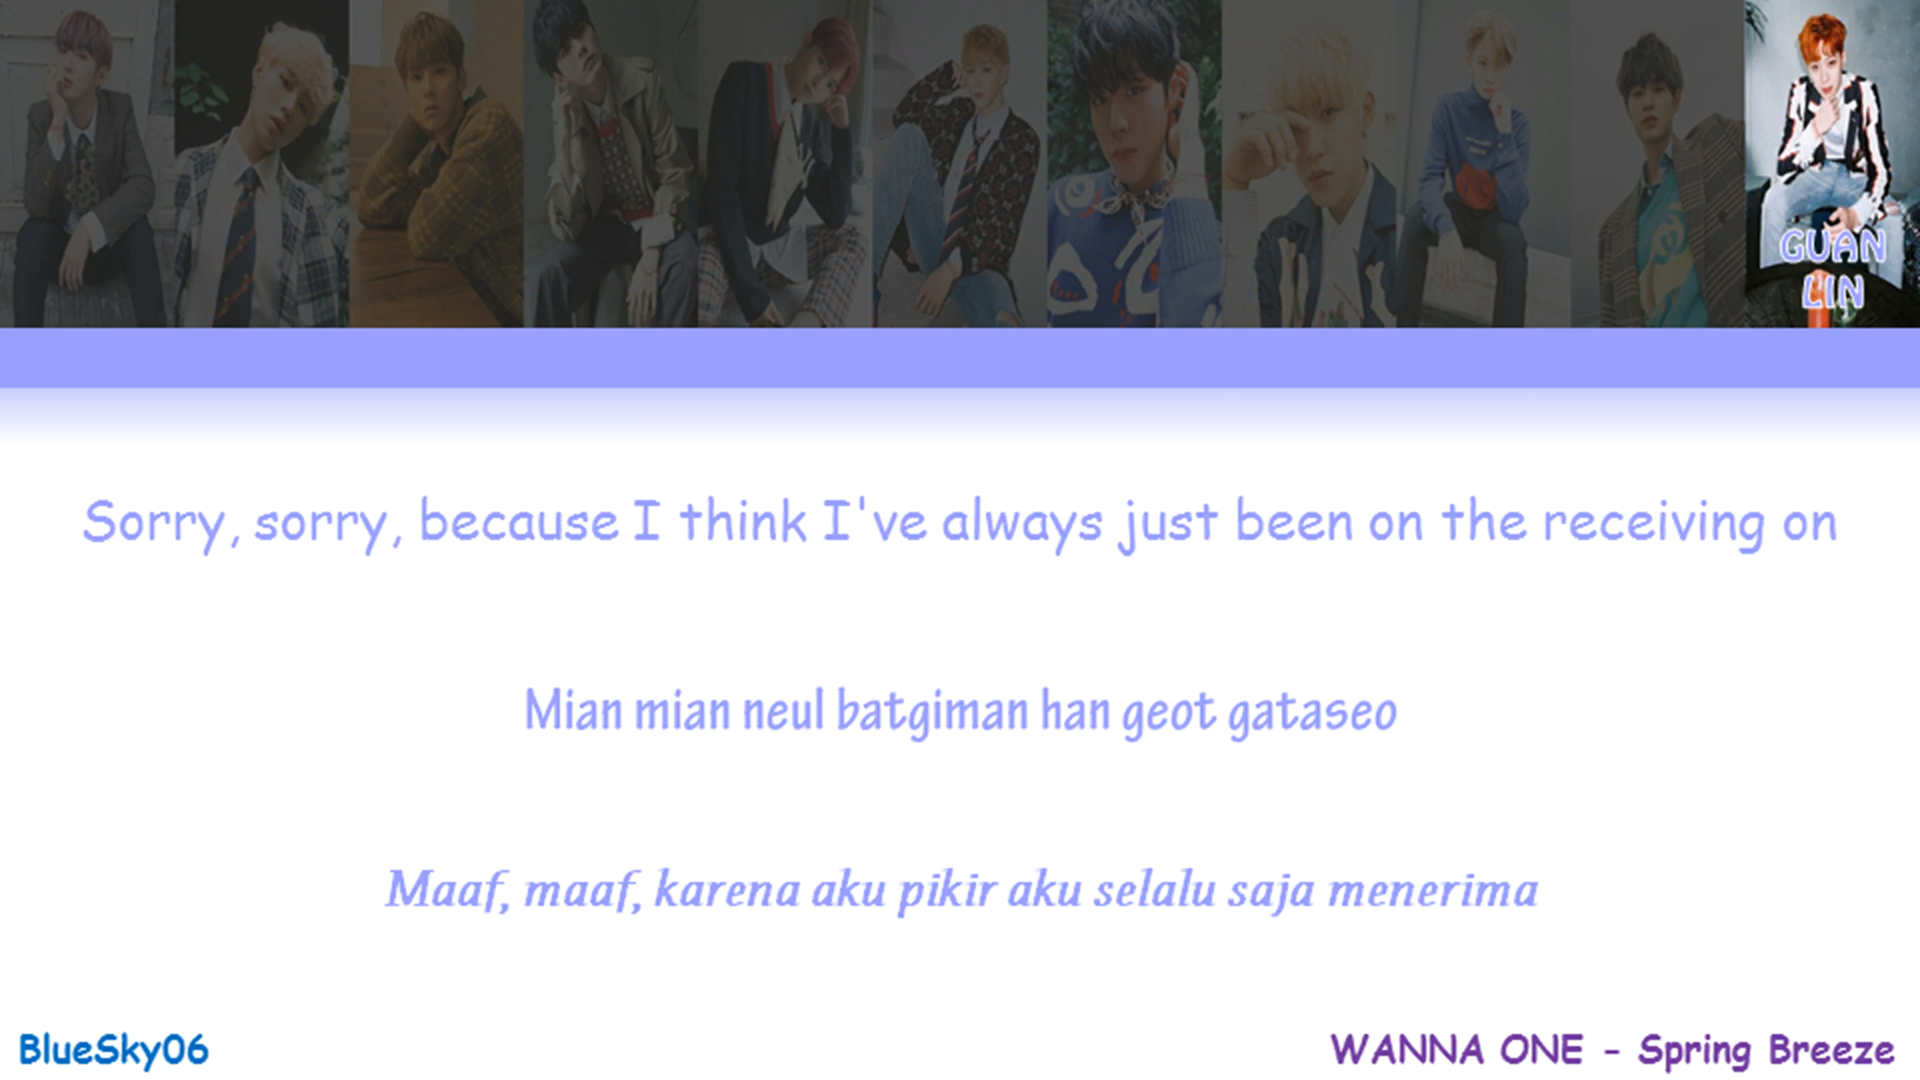 GUAN
LIN
Sorry, sorry, because I think I've always just been on the receiving on
Mian mian neul batgiman han geot gataseo
Maaf, maaf, karena aku pikir aku selalu saja menerima
BlueSky06
WANNA ONE - Spring Breeze